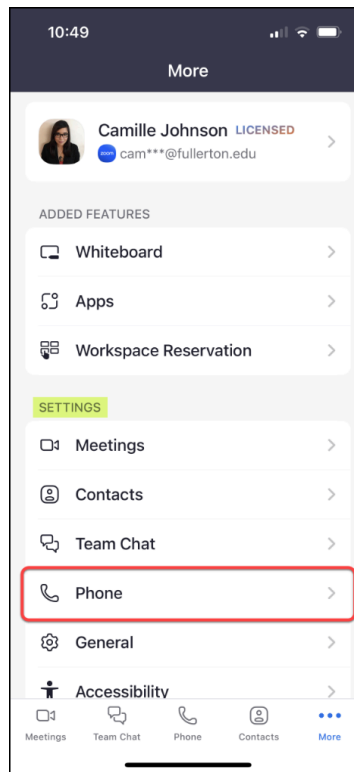 10:49
More
Camille Johnson LICENSED
zoom cam***@fullerton.edu
ADDED FEATURES
Whiteboard
Apps
Workspace Reservation
SETTINGS
Meetings
Contacts
Team Chat
Phone
General
Accessibility
Meetings Team Chat Phone Contacts More